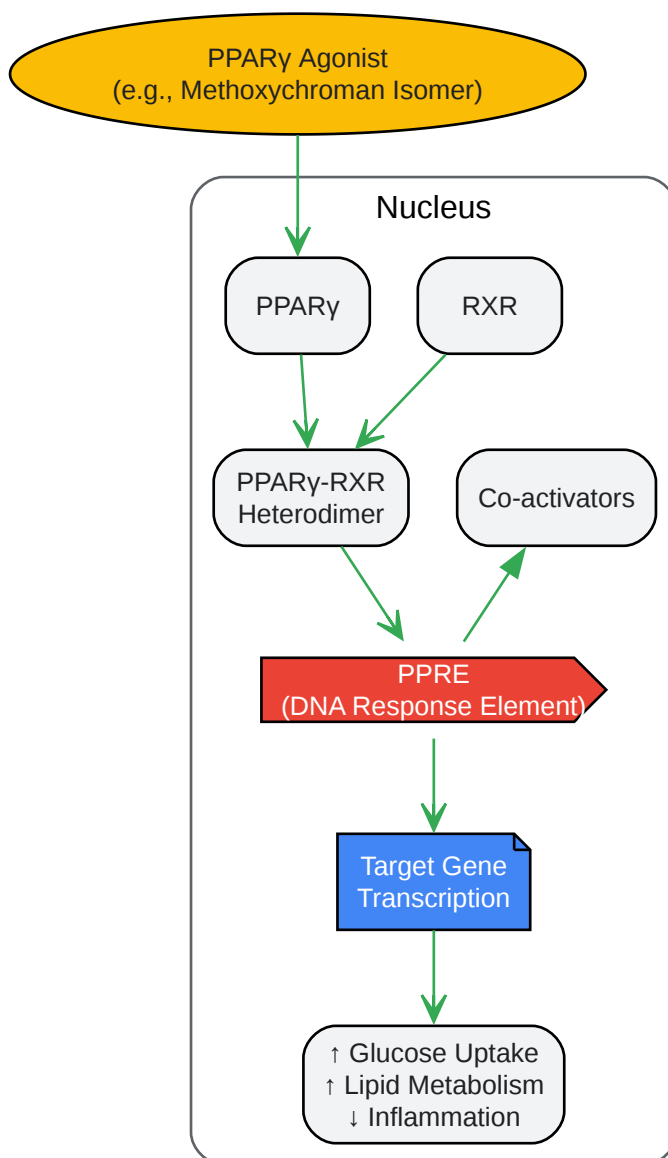 PPARγ Agonist
(e.g., Methoxychroman Isomer)
Nucleus
PPARγ
RXR
PPARγ-RXR
Heterodimer
Co-activators
PPRE
(DNA Response Element)
Target Gene
Transcription
↑ Glucose Uptake
↑ Lipid Metabolism
↓ Inflammation